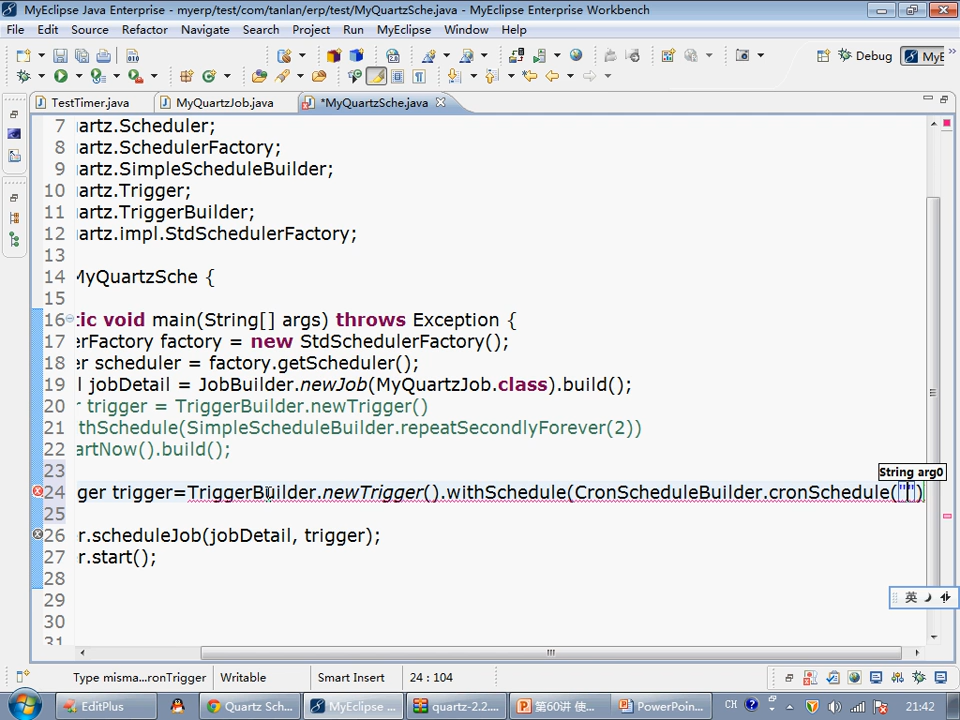 MyEclipse Java Enterprise - myerp/test/com/tanlan/erp/test/MyQuartzSche.java - MyEclipse Enterprise Workbench
File Edit Source Refactor Navigate Search Project Run MyEclipse Window Help
Debug MyE
TestTimer.java MyQuartzJob.java *MyQuartzSche.java
7 artz.Scheduler;
8 artz.SchedulerFactory;
9 artz.SimpleScheduleBuilder;
10 artz.Trigger;
11 artz.TriggerBuilder;
12 artz.impl.StdSchedulerFactory;
13
14 MyQuartzSche {
15
16 tic void main(String[] args) throws Exception {
17 erFactory factory = new StdSchedulerFactory();
18 er scheduler = factory.getScheduler();
19 l jobDetail = JobBuilder.newJob(MyQuartzJob.class).build();
20 r trigger = TriggerBuilder.newTrigger()
21 thSchedule(SimpleScheduleBuilder.repeatSecondlyForever(2))
22 artNow().build();
23
String arg0
24 ger trigger=TriggerBuilder.newTrigger().withSchedule(CronScheduleBuilder.cronSchedule("")
25
26 r.scheduleJob(jobDetail, trigger);
27 r.start();
28
29
30
31
英
Type misma...ronTrigger Writable Smart Insert 24 : 104
EditPlus Quartz Sch... MyEclipse ... quartz-2.2.... 第60讲 使... PowerPoin... CH 21:42